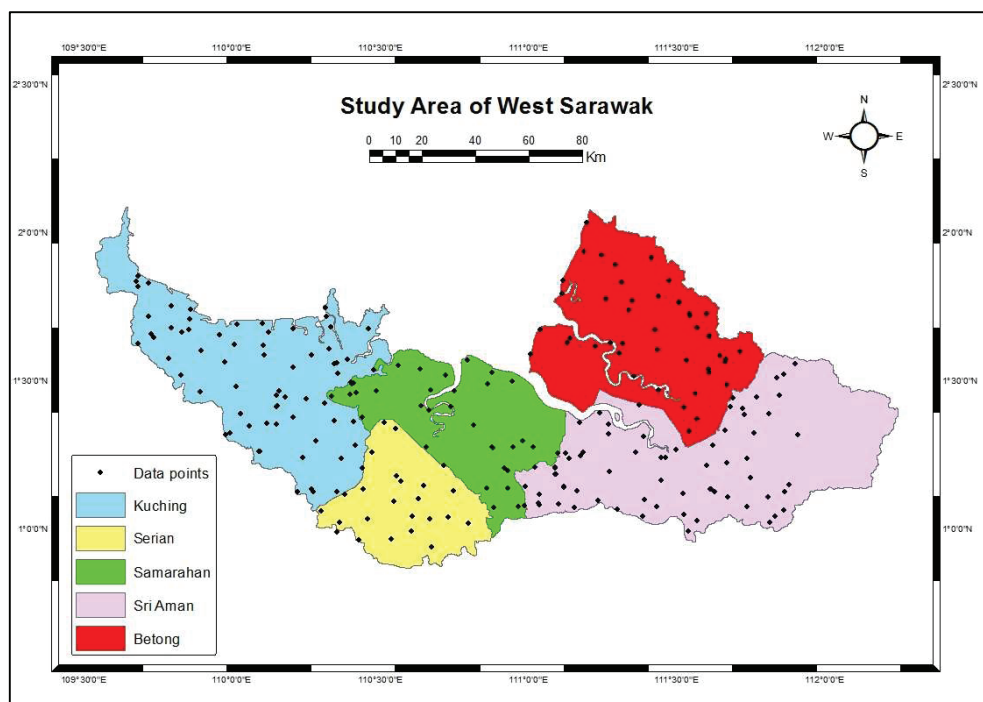 109°30'0"E 110°0'0"E 110°30'0"E 111°0'0"E 111°30'0"E 112°0'0"E
2°30'0"N 2°30'0"N
Study Area of West Sarawak
0 10 20 40 60 80
Km
N
W E
S
2°0'0"N 2°0'0"N
1°30'0"N 1°30'0"N
1°0'0"N 1°0'0"N
Data points
Kuching
Serian
Samarahan
Sri Aman
Betong
109°30'0"E 110°0'0"E 110°30'0"E 111°0'0"E 111°30'0"E 112°0'0"E